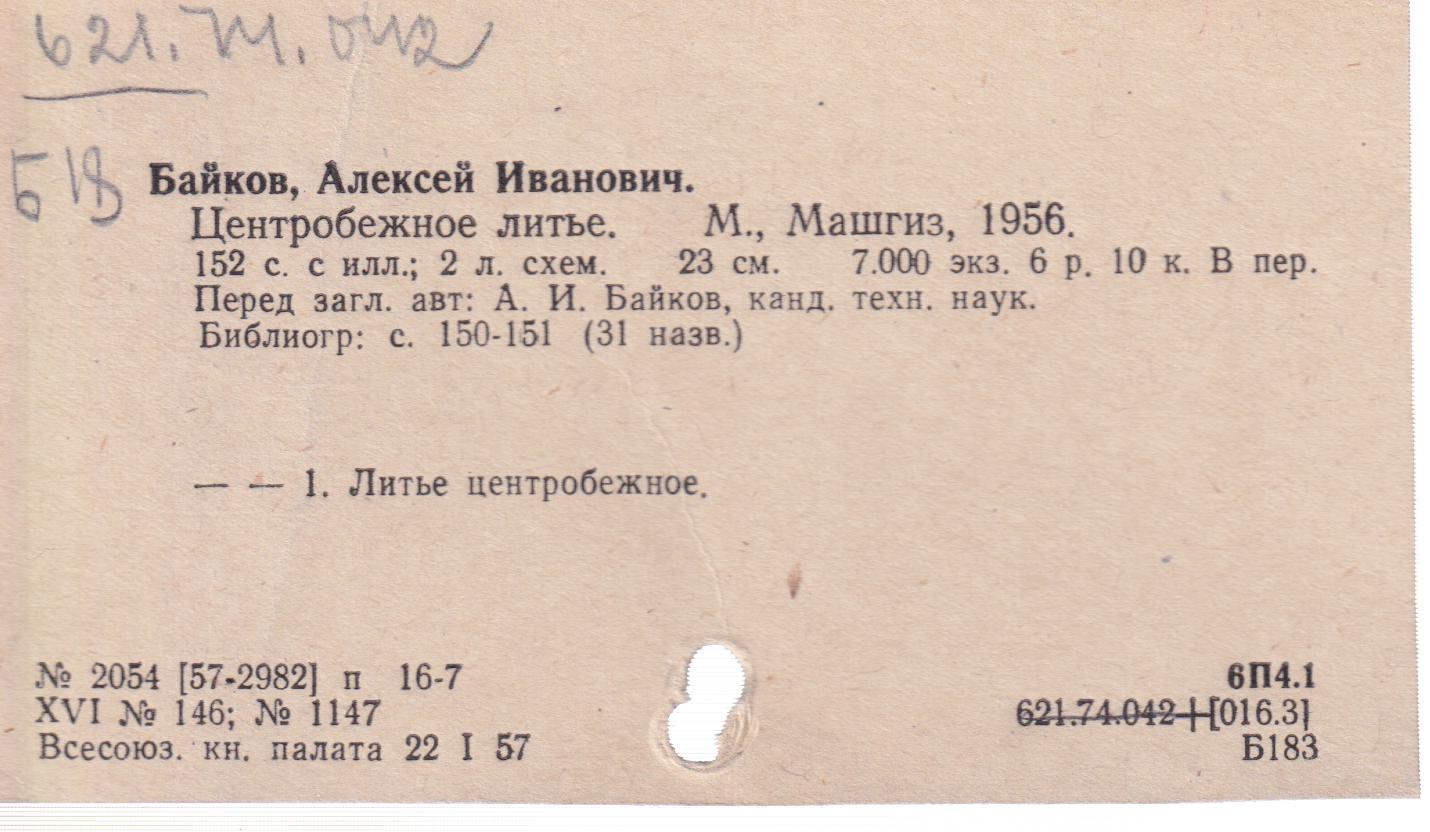 621.74.042
Б18
Байков, Алексей Иванович.
Центробежное литье. М., Машгиз, 1956.
152 с. с илл.; 2 л. схем. 23 см. 7.000 экз. 6 р. 10 к. В пер.
Перед загл. авт: А. И. Байков, канд. техн. наук.
Библиогр: с. 150-151 (31 назв.)
— — 1. Литье центробежное.
№ 2054 [57-2982] п 16-7
XVI № 146; № 1147
Всесоюз. кн. палата 22 I 57
6П4.1
621.74.042+[016.3]
Б183